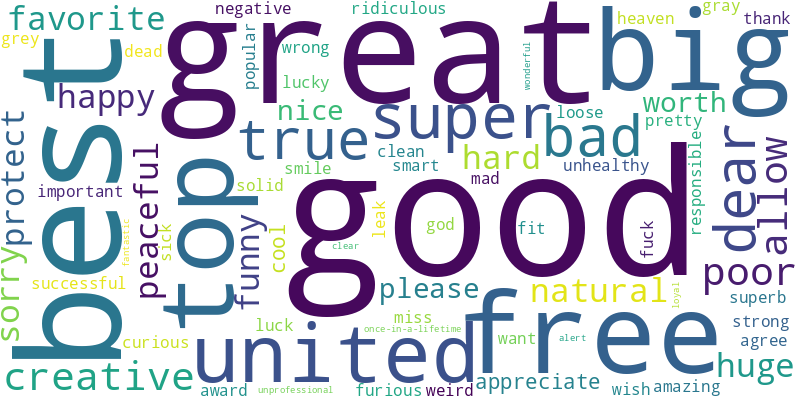 negative
ridiculous
heaven
gray
thank
favorite
grey
dead
great
popular
wrong
big
happy
lucky
nice
super
loose
worth
pretty
wonderful
best
top
true
bad
clean
smart
hard
unhealthy
mad
protect
peaceful
important
smile
solid
good
dear
allow
responsible
sorry
sick
fantastic
funny
cool
leak
god
fit
fuck
clear
poor
successful
please
natural
loyal
superb
luck
miss
once-in-a-lifetime
want
alert
free
strong
agree
curious
united
creative
award
unprofessional
furious
weird
appreciate
wish
amazing
huge